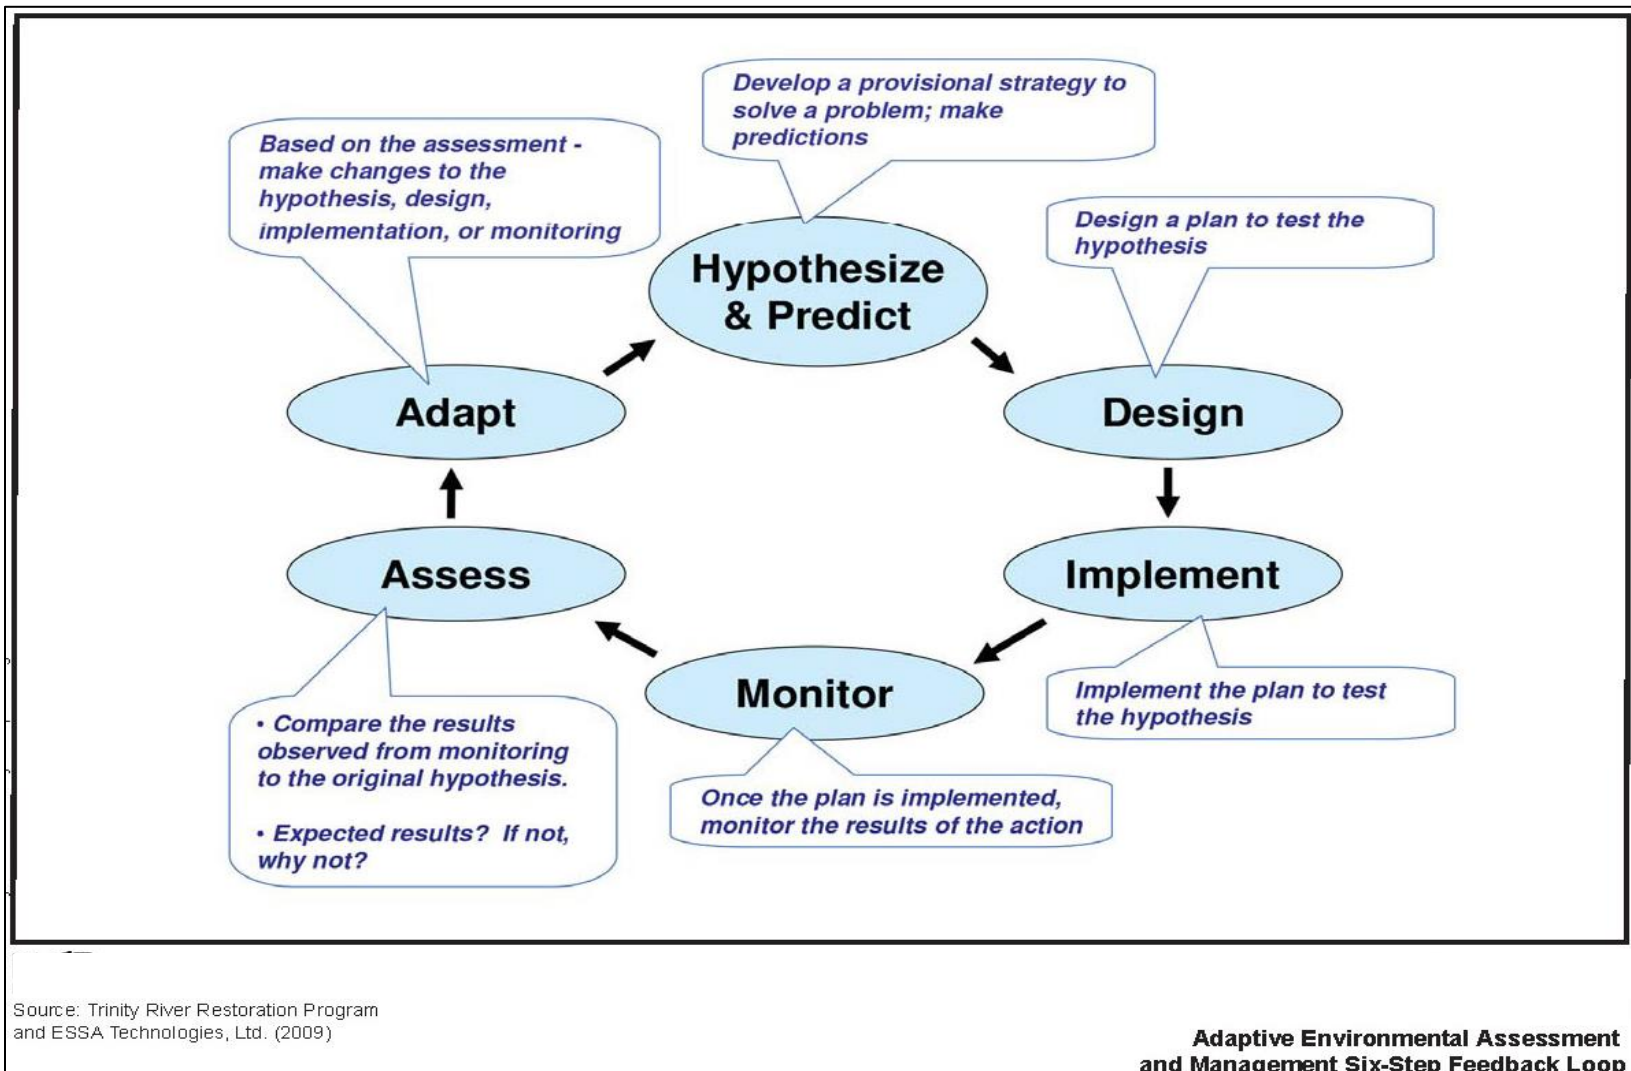 Develop a provisional strategy to
solve a problem; make
predictions
Based on the assessment -
make changes to the
hypothesis, design,
implementation, or monitoring
Design a plan to test the
hypothesis
Hypothesize
& Predict
Adapt
Design
Assess
Implement
Monitor
Implement the plan to test
the hypothesis
• Compare the results
observed from monitoring
to the original hypothesis.
• Expected results? If not,
why not?
Once the plan is implemented,
monitor the results of the action
Source: Trinity River Restoration Program
and ESSA Technologies, Ltd. (2009)
Adaptive Environmental Assessment
and Management Six-Step Feedback Loop